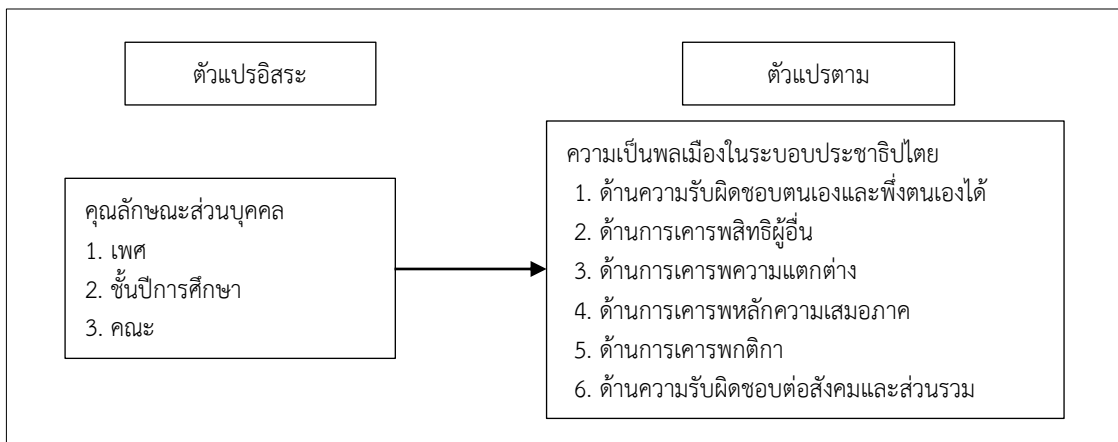 ตัวแปรอิสระ
ตัวแปรตาม
คุณลักษณะส่วนบุคคล
1. เพศ
2. ชั้นปีการศึกษา
3. คณะ
ความเป็นพลเมืองในระบอบประชาธิปไตย
1. ด้านความรับผิดชอบตนเองและพึ่งตนเองได้
2. ด้านการเคารพสิทธิผู้อื่น
3. ด้านการเคารพความแตกต่าง
4. ด้านการเคารพหลักความเสมอภาค
5. ด้านการเคารพกติกา
6. ด้านความรับผิดชอบต่อสังคมและส่วนรวม